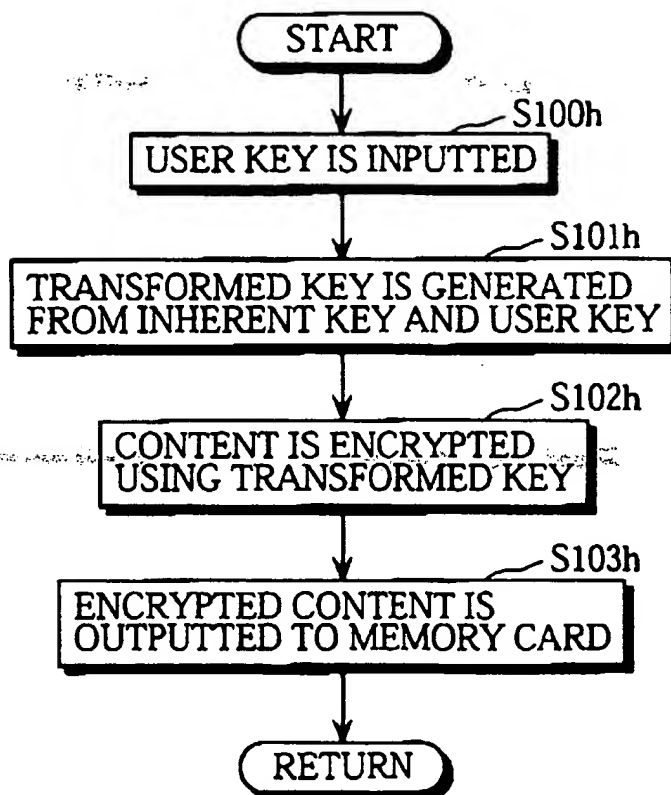 START
S100h
USER KEY IS INPUTTED
S101h
TRANSFORMED KEY IS GENERATED
FROM INHERENT KEY AND USER KEY
S102h
CONTENT IS ENCRYPTED
USING TRANSFORMED KEY
S103h
ENCRYPTED CONTENT IS
OUTPUTTED TO MEMORY CARD
RETURN